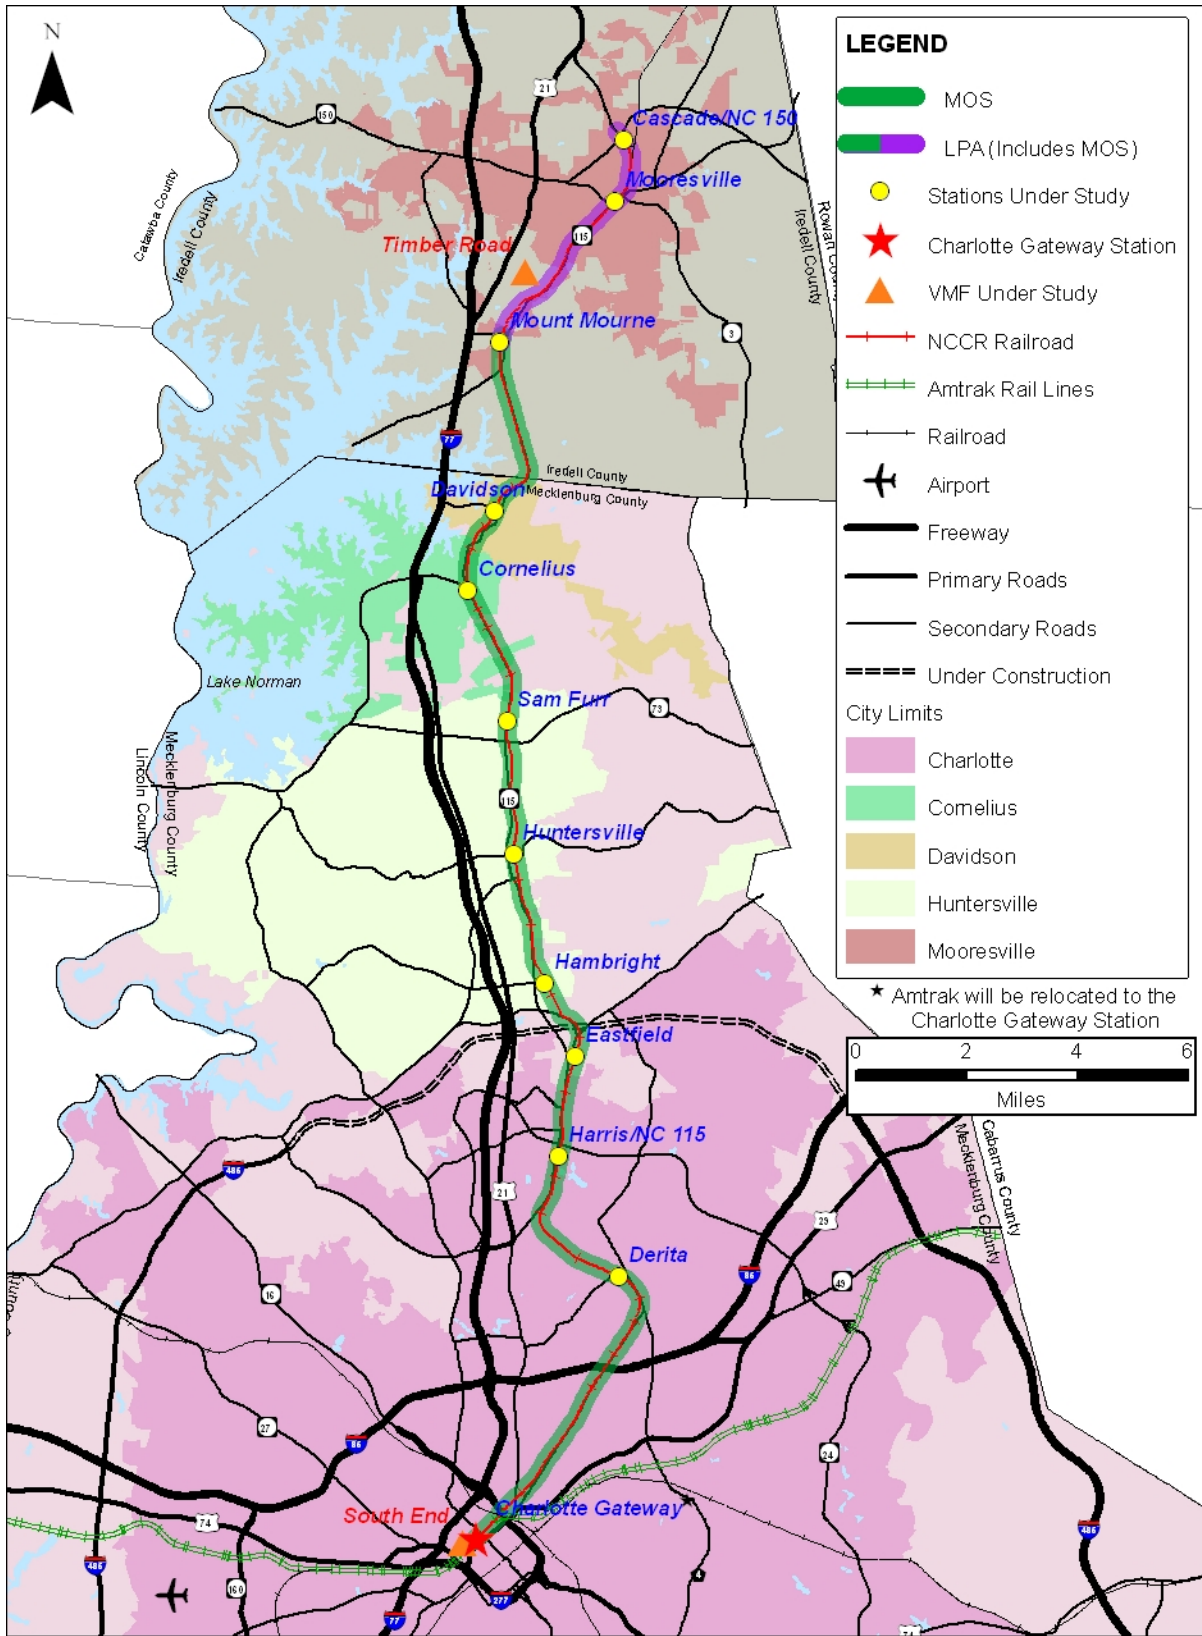 N
LEGEND
MOS
LPA (Includes MOS)
Stations Under Study
Charlotte Gateway Station
VMF Under Study
NCCR Railroad
Amtrak Rail Lines
Railroad
Airport
Freeway
Primary Roads
Secondary Roads
Under Construction
City Limits
Charlotte
Cornelius
Davidson
Huntersville
Mooresville
★ Amtrak will be relocated to the
Charlotte Gateway Station
0 2 4 6
Miles
21
150
Cascade/NC 150
Mooresville
115
Timber Road
Catawba County
Iredell County
Rowan
Iredell County
Mount Mourne
3
77
Iredell County
Mecklenburg County
Davidson
Cornelius
Lake Norman
Sam Furr
73
Mecklenburg County
Lincoln County
115
Huntersville
Hambright
Eastfield
Harris/NC 115
Cabarrus County
Mecklenburg County
485
21
29
Derita
85
49
16
27
85
24
South End
Charlotte Gateway
74
485
485
160
277
77
74